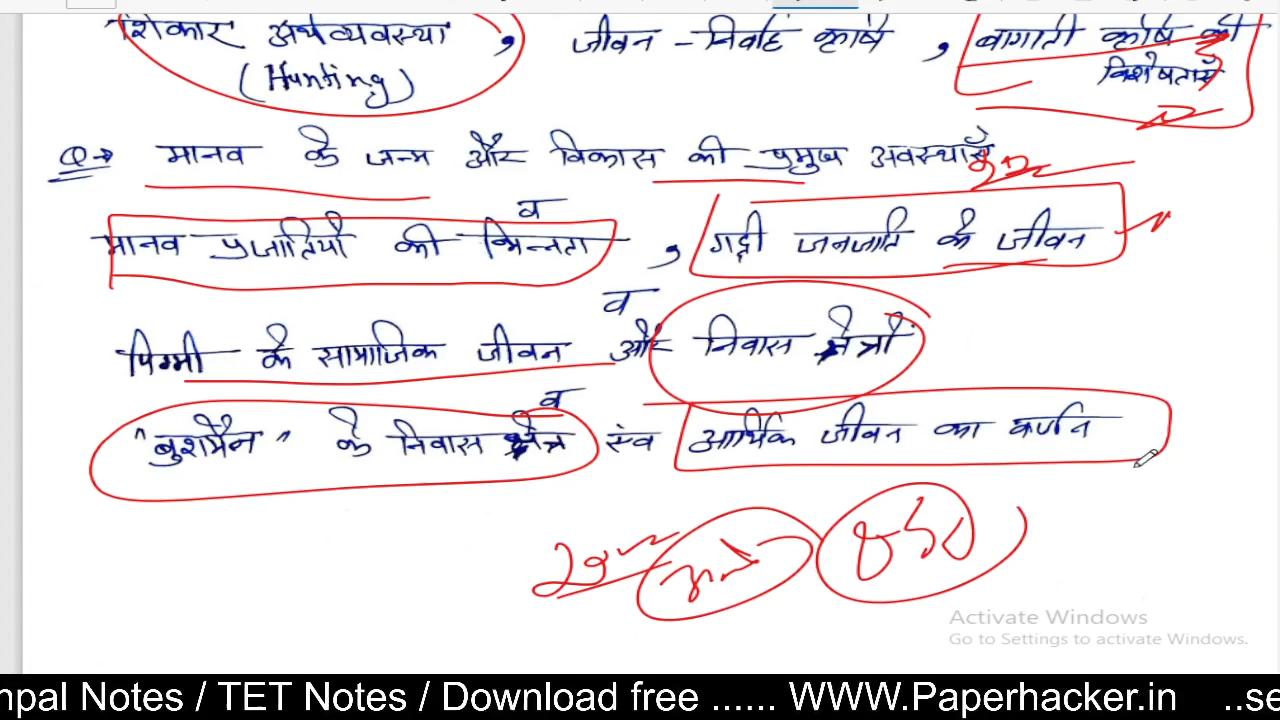 शिकार अर्थव्यवस्था, जीवन-निर्वाह कृषि, बागाती कृषि की
(Hunting) विशेषताएँ
Q→ मानव के जन्म और विकास की प्रमुख अवस्थाएँ
व
मानव प्रजातियों की भिन्नता, गद्दी जनजाति के जीवन
व
पिग्मी के सामाजिक जीवन और निवास क्षेत्रों
व
"बुशमैन" के निवास क्षेत्र एंव आर्थिक जीवन का वर्णन
Activate Windows
Go to Settings to activate Windows.
npal Notes / TET Notes / Download free ...... WWW.Paperhacker.in ..se